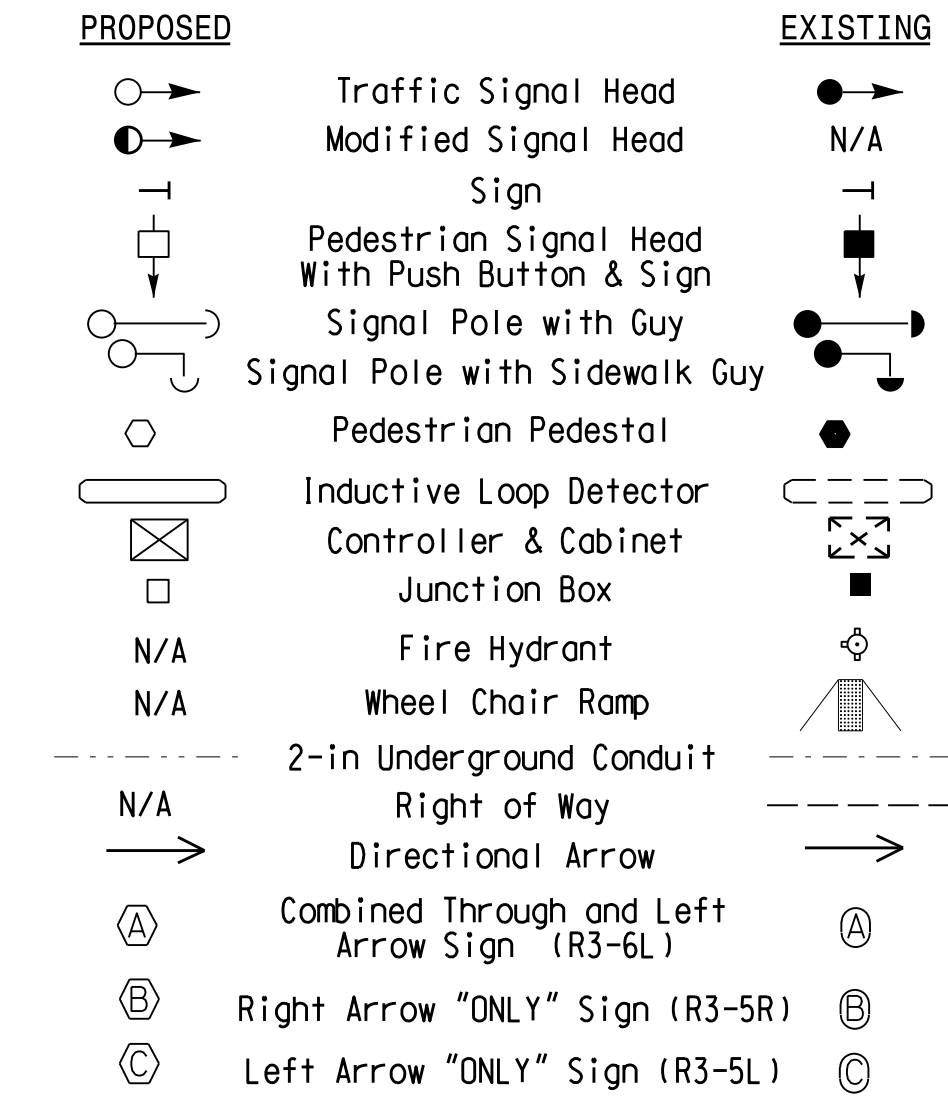 PROPOSED EXISTING
Traffic Signal Head
Modified Signal Head N/A
Sign
Pedestrian Signal Head
With Push Button & Sign
Signal Pole with Guy
Signal Pole with Sidewalk Guy
Pedestrian Pedestal
Inductive Loop Detector
Controller & Cabinet
Junction Box
N/A Fire Hydrant
N/A Wheel Chair Ramp
2-in Underground Conduit
N/A Right of Way
Directional Arrow
Combined Through and Left
A Arrow Sign (R3-6L) A
B Right Arrow "ONLY" Sign (R3-5R) B
C Left Arrow "ONLY" Sign (R3-5L) C